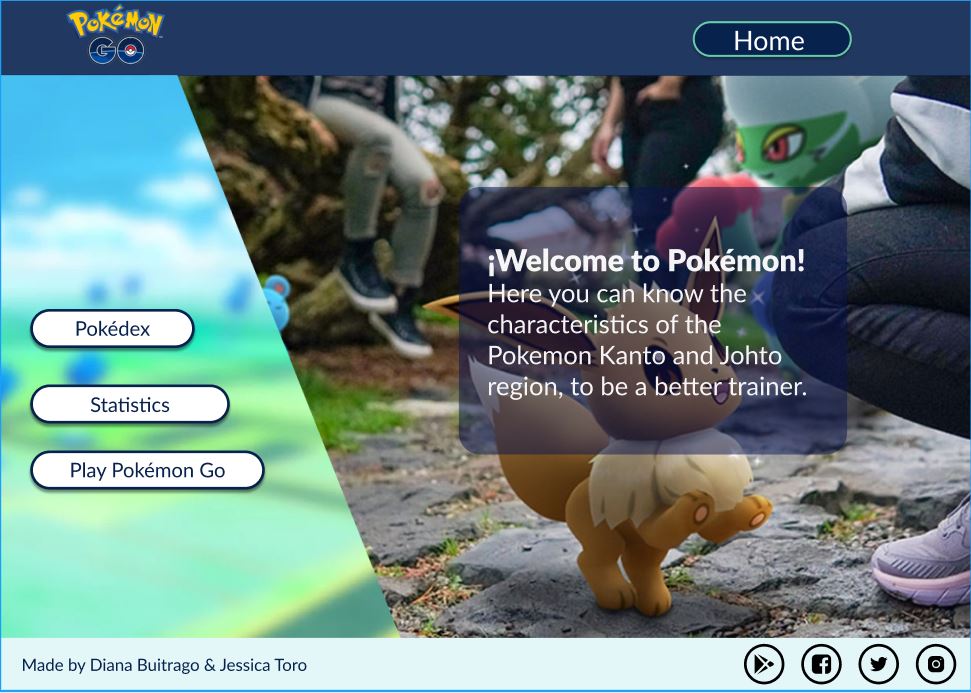 Pokémon
GO
Home
¡Welcome to Pokémon!
Here you can know the
characteristics of the
Pokemon Kanto and Johto
region, to be a better trainer.
Pokédex
Statistics
Play Pokémon Go
Made by Diana Buitrago & Jessica Toro